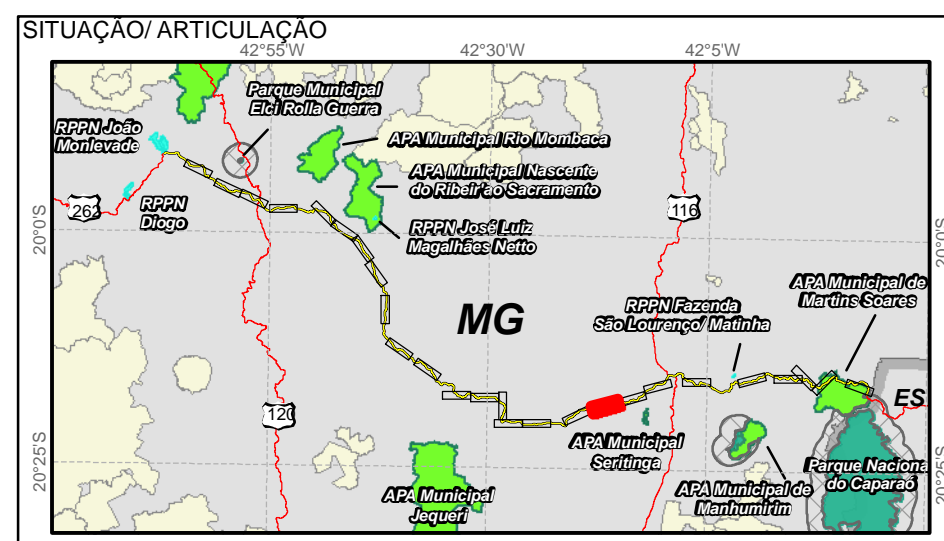 SITUAÇÃO/ ARTICULAÇÃO
42°55'W
42°30'W
42°5'W
Parque Municipal
Elci Rolla Guerra
RPPN João
Monlevade
APA Municipal Rio Mombaca
APA Municipal Nascente
do Ribeir'ao Sacramento
262
RPPN
Diogo
116
RPPN José Luiz
Magalhães Netto
20°0'S
20°0'S
APA Municipal de
Martins Soares
RPPN Fazenda
São Lourenço/ Matinha
MG
ES
120
APA Municipal
Seritinga
20°25'S
20°25'S
Parque Naciona
do Caparaó
APA Municipal
Jequeri
APA Municipal de
Manhumirim